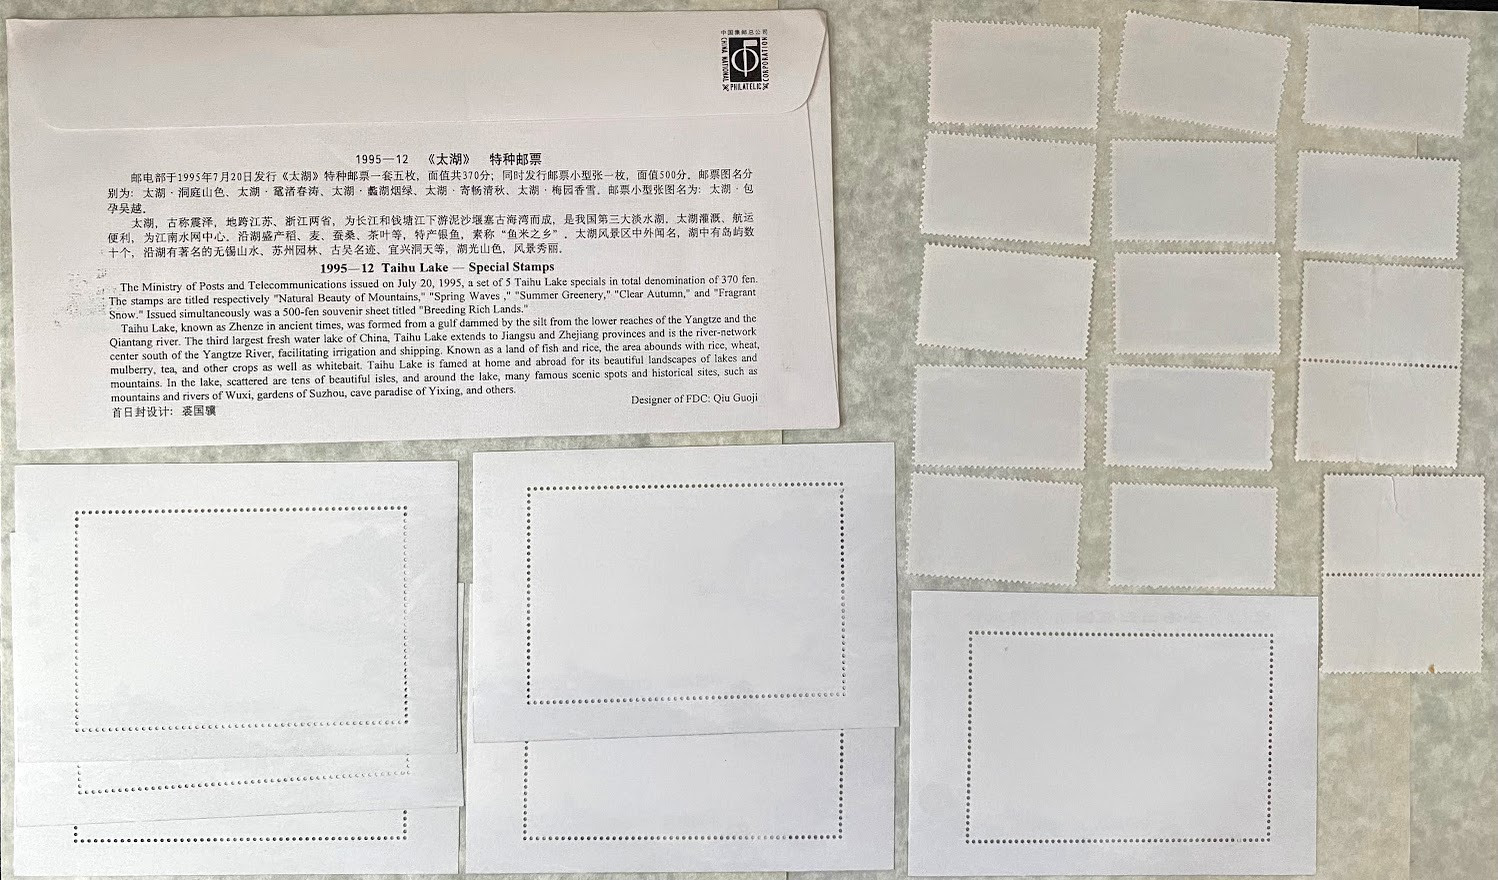 中国集邮总公司
CHINA NATIONAL
PHILATELIC
CORPORATION
1995—12 《太湖》 特种邮票
邮电部于1995年7月20日发行《太湖》特种邮票一套五枚，面值共370分；同时发行邮票小型张一枚，面值500分。邮票图名分
别为：太湖·洞庭山色、太湖·鼋渚春涛、太湖·蠡湖烟绿、太湖·寄畅清秋、太湖·梅园香雪。邮票小型张图名为：太湖·包
孕吴越。
太湖，古称震泽，地跨江苏、浙江两省，为长江和钱塘江下游泥沙堰塞古海湾而成，是我国第三大淡水湖。太湖灌溉、航运
便利，为江南水网中心。沿湖盛产稻、麦、蚕桑、茶叶等，特产银鱼，素称“鱼米之乡”。太湖风景区中外闻名，湖中有岛屿数
十个，沿湖有著名的无锡山水、苏州园林、古吴名迹、宜兴洞天等，湖光山色，风景秀丽。
1995—12 Taihu Lake — Special Stamps
The Ministry of Posts and Telecommunications issued on July 20, 1995, a set of 5 Taihu Lake specials in total denomination of 370 fen.
The stamps are titled respectively "Natural Beauty of Mountains," "Spring Waves ," "Summer Greenery," "Clear Autumn," and "Fragrant
Snow." Issued simultaneously was a 500-fen souvenir sheet titled "Breeding Rich Lands."
Taihu Lake, known as Zhenze in ancient times, was formed from a gulf dammed by the silt from the lower reaches of the Yangtze and the
Qiantang river. The third largest fresh water lake of China, Taihu Lake extends to Jiangsu and Zhejiang provinces and is the river-network
center south of the Yangtze River, facilitating irrigation and shipping. Known as a land of fish and rice, the area abounds with rice, wheat,
mulberry, tea, and other crops as well as whitebait. Taihu Lake is famed at home and abroad for its beautiful landscapes of lakes and
mountains. In the lake, scattered are tens of beautiful isles, and around the lake, many famous scenic spots and historical sites, such as
mountains and rivers of Wuxi, gardens of Suzhou, cave paradise of Yixing, and others.
Designer of FDC: Qiu Guoji
首日封设计：裘国骥